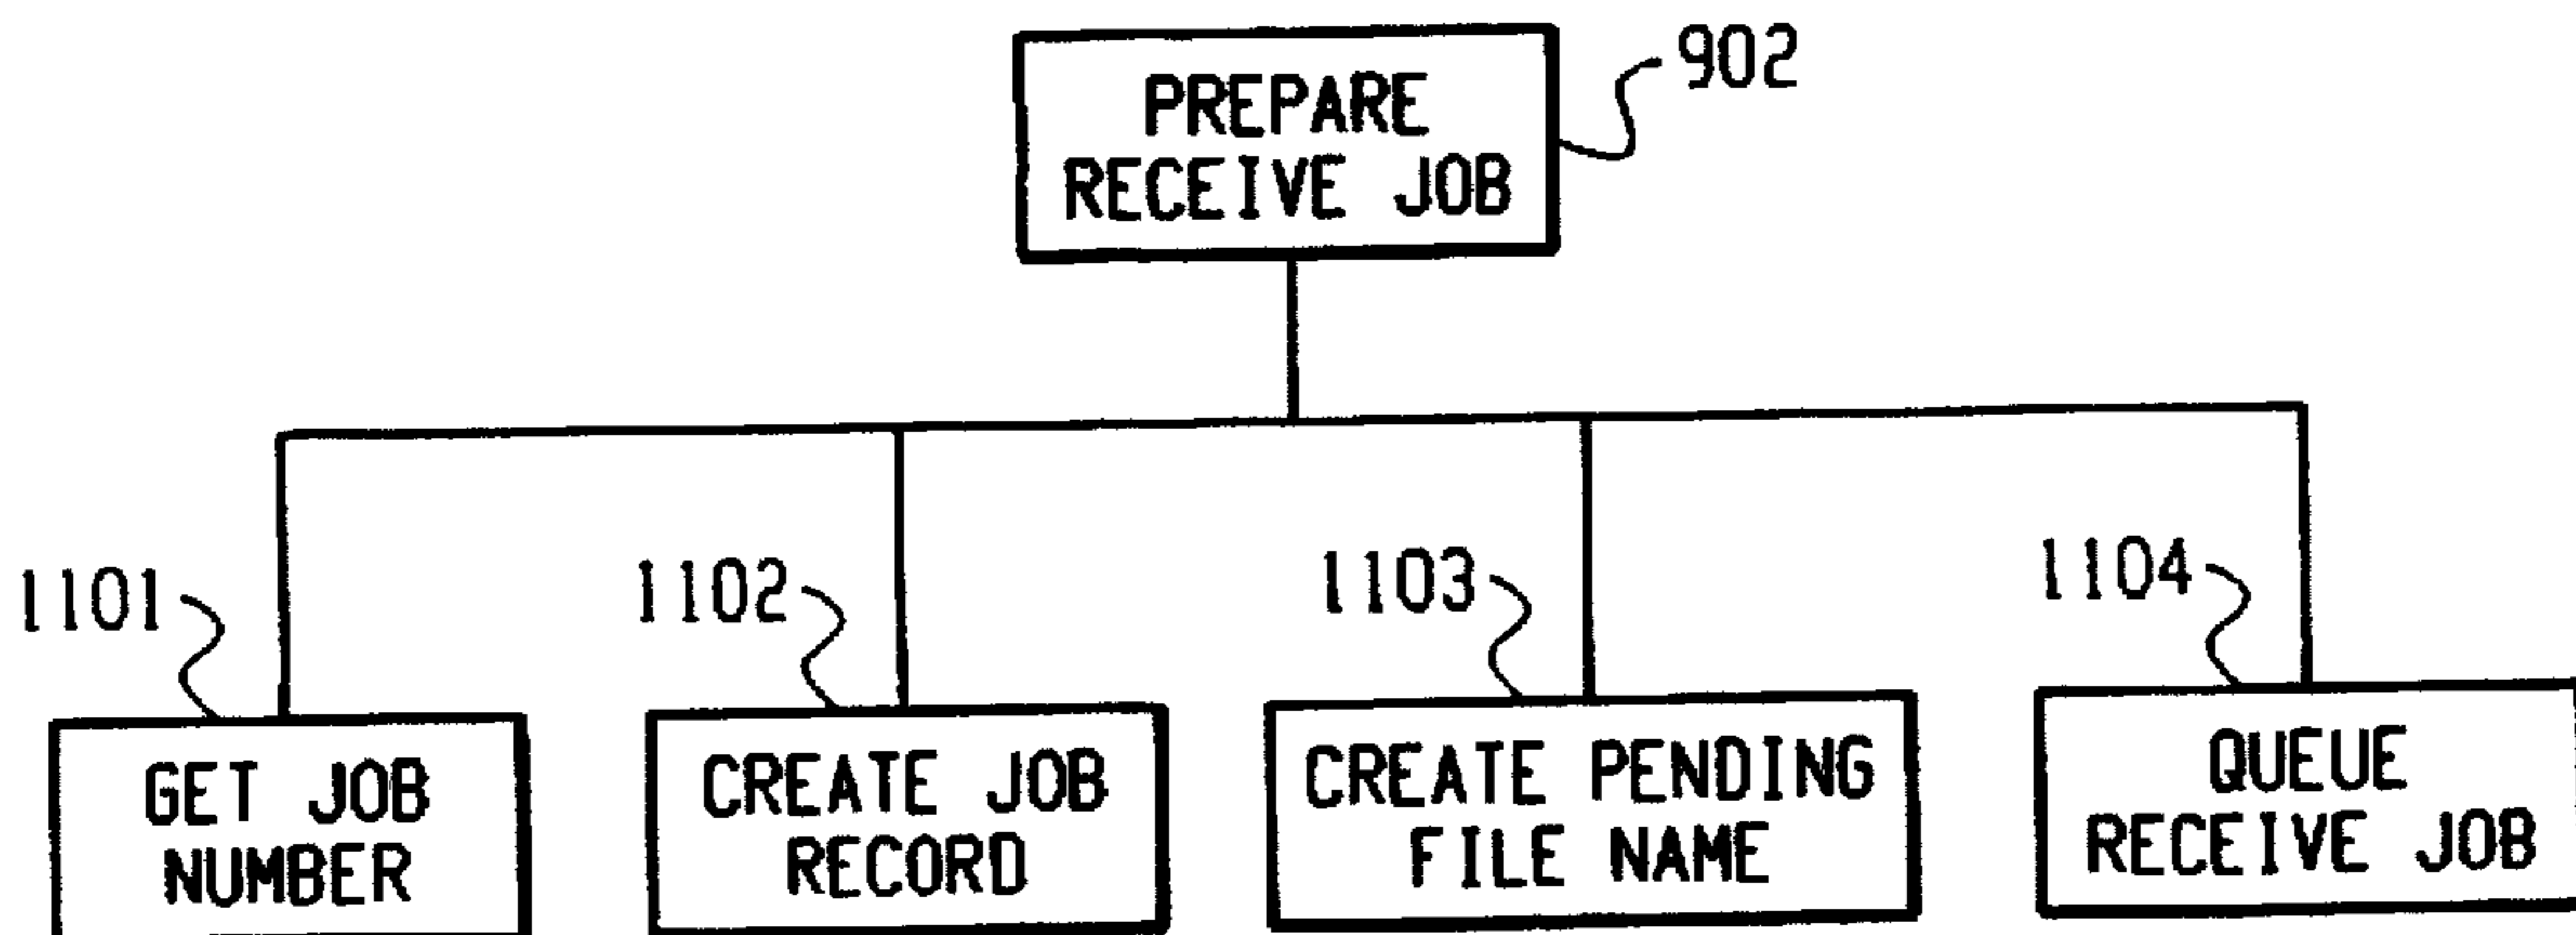 PREPARE
RECEIVE JOB
902
1101
1102
1103
1104
GET JOB
NUMBER
CREATE JOB
RECORD
CREATE PENDING
FILE NAME
QUEUE
RECEIVE JOB